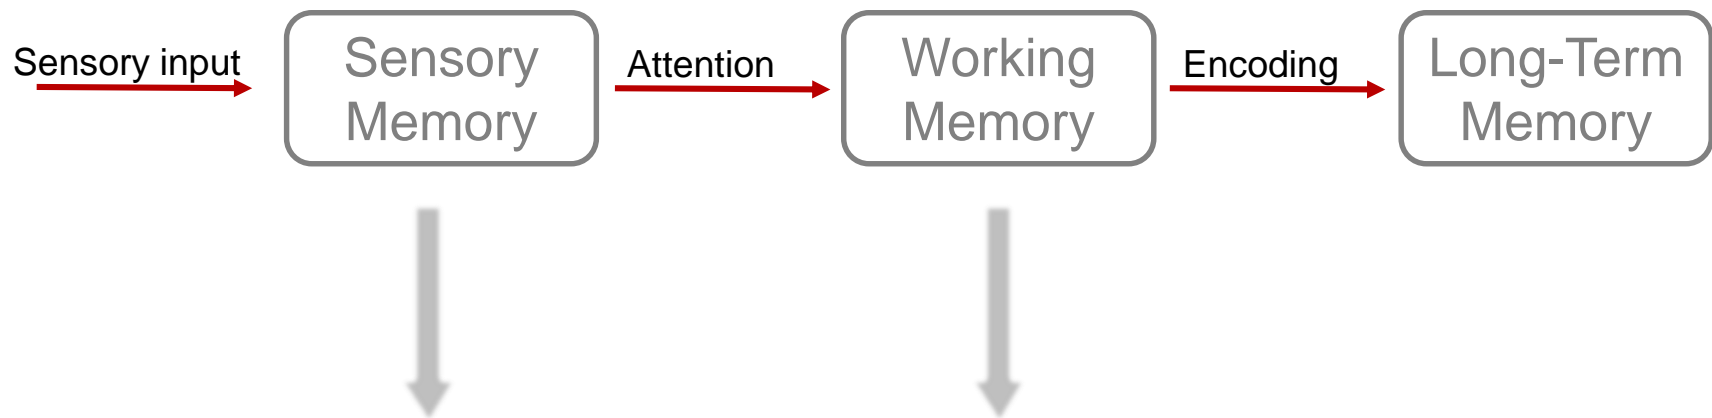 Sensory input
Sensory
Memory
Attention
Working
Memory
Encoding
Long-Term
Memory